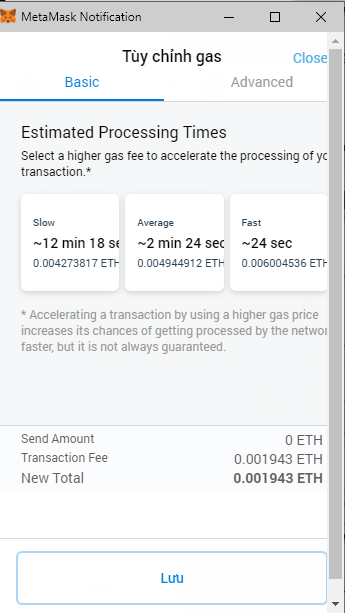 MetaMask Notification
Tùy chỉnh gas
Close
Basic
Advanced
Estimated Processing Times
Select a higher gas fee to accelerate the processing of
transaction.*
Slow
Average
Fast
~12 min 18
~2 min 24 sec
~24 sec
0.004273817 ETH
0.004944912 ETH
0.006004536 ETH
* Accelerating a transaction by using a higher gas price
increases its chances of getting processed by the
faster, but it is not always guaranteed.
Send Amount
0 ETH
Transaction Fee
0.001943 ETH
New Total
0.001943 ETH
Lưu